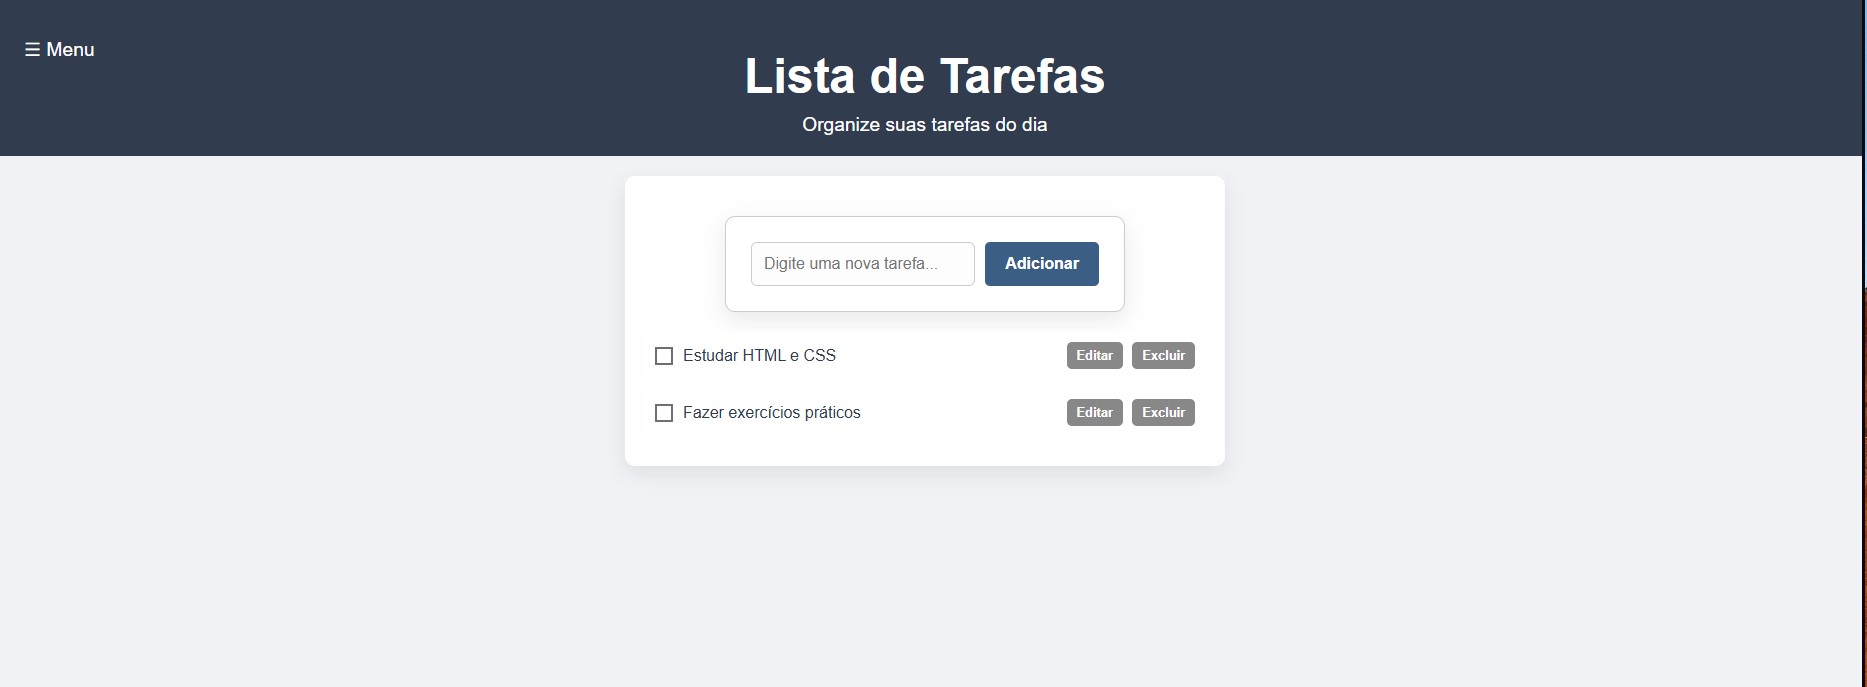 ☰ Menu
Lista de Tarefas
Organize suas tarefas do dia
Digite uma nova tarefa... Adicionar
Estudar HTML e CSS Editar Excluir
Fazer exercícios práticos Editar Excluir